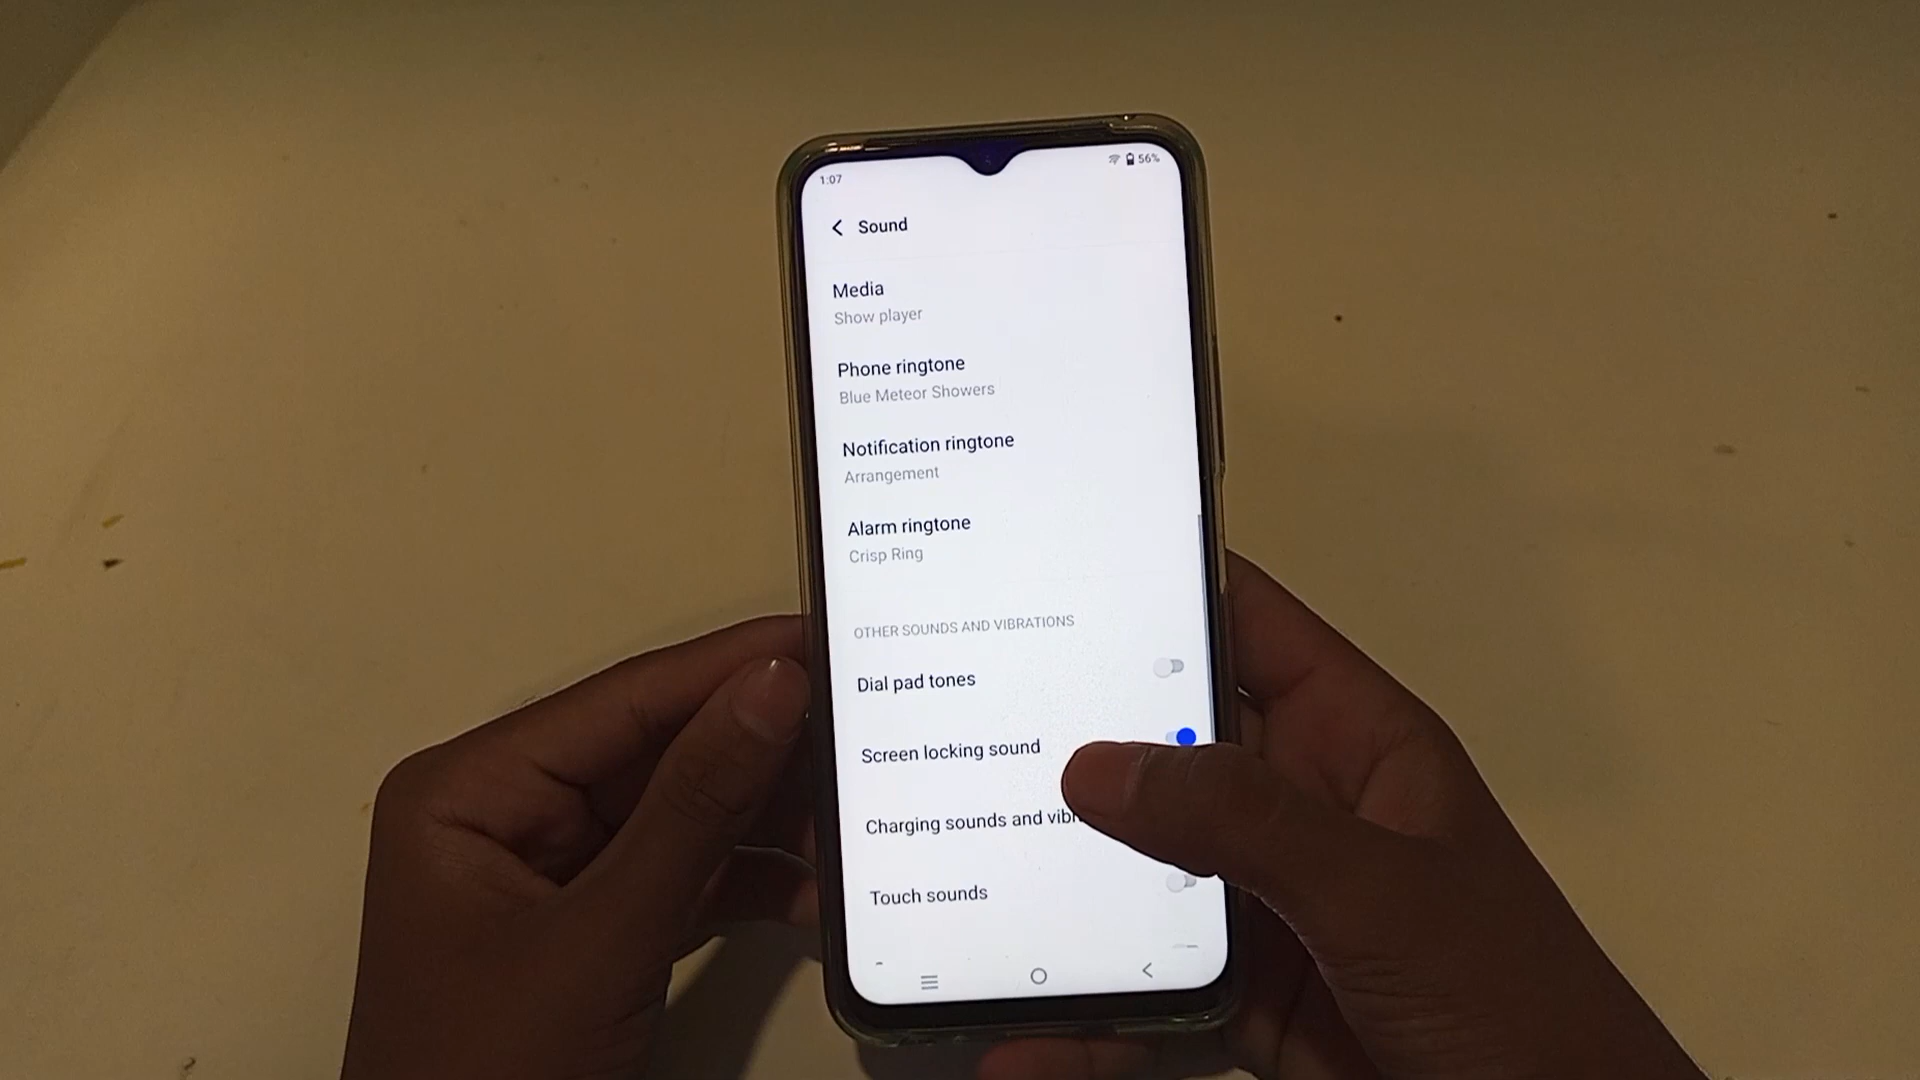 1:07
56%
Sound
Media
Show player
Phone ringtone
Blue Meteor Showers
Notification ringtone
Arrangement
Alarm ringtone
Crisp Ring
OTHER SOUNDS AND VIBRATIONS
Dial pad tones
Screen locking sound
Charging sounds and
Touch sounds